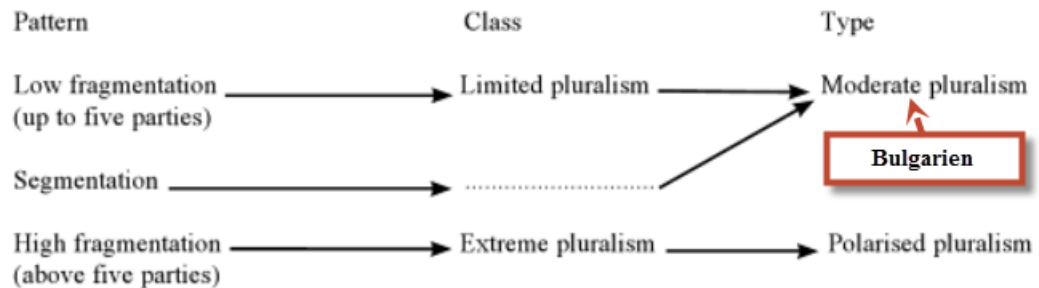 Pattern Class Type
Low fragmentation Limited pluralism Moderate pluralism
(up to five parties)
Bulgarien
Segmentation
High fragmentation Extreme pluralism Polarised pluralism
(above five parties)